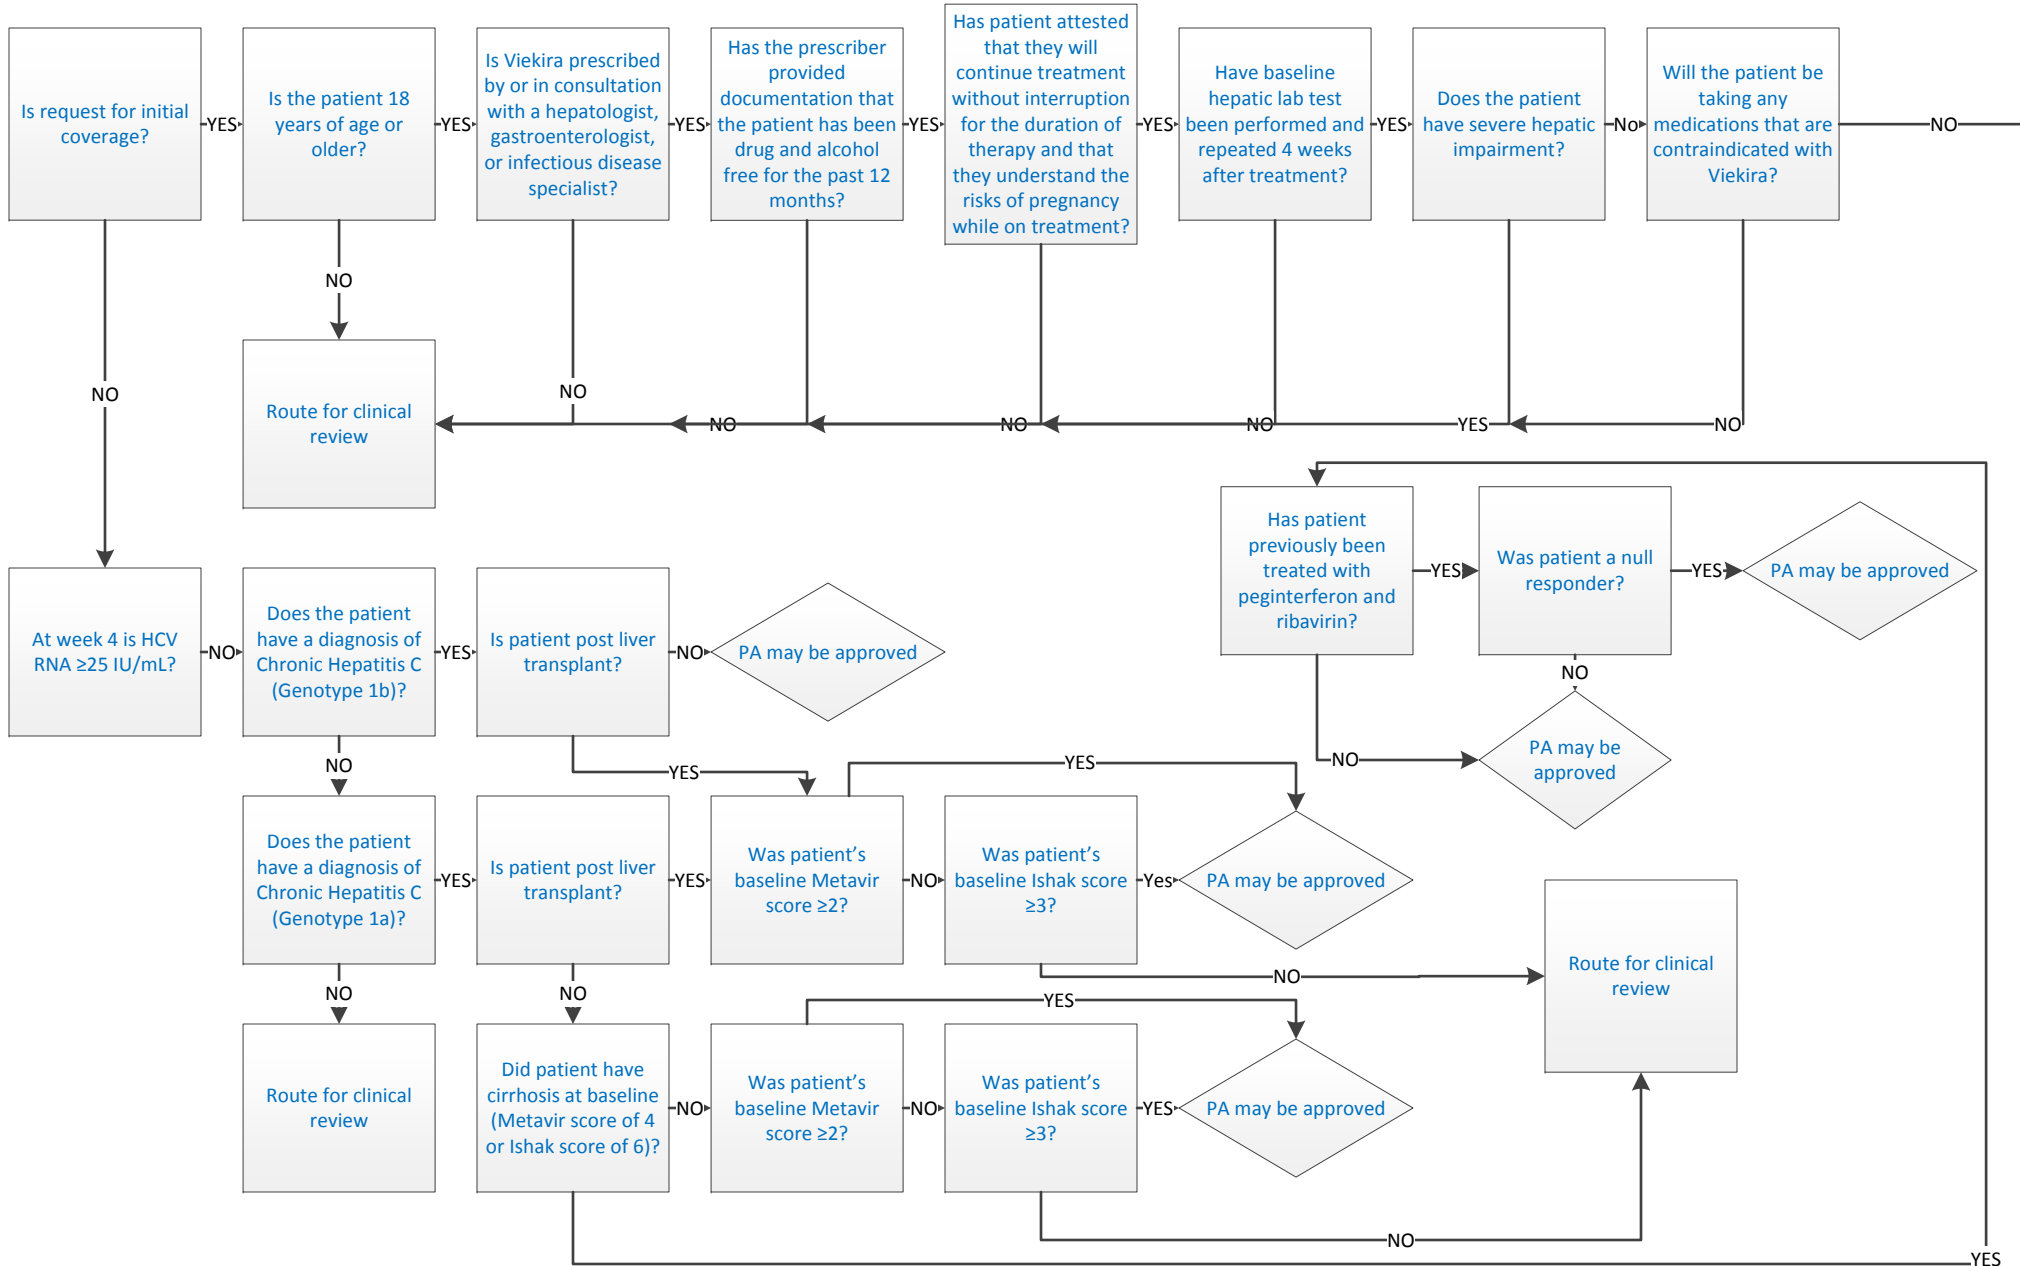 Is request for initial
coverage?
YES
Is the patient 18
years of age or
older?
YES
Is Viekira prescribed
by or in consultation
with a hepatologist,
gastroenterologist,
or infectious disease
specialist?
YES
Has the prescriber
provided
documentation that
the patient has been
drug and alcohol
free for the past 12
months?
YES
Has patient attested
that they will
continue treatment
without interruption
for the duration of
therapy and that
they understand the
risks of pregnancy
while on treatment?
YES
Have baseline
hepatic lab test
been performed and
repeated 4 weeks
after treatment?
YES
Does the patient
have severe hepatic
impairment?
No
Will the patient be
taking any
medications that are
contraindicated with
Viekira?
NO
NO
NO
NO
Route for clinical
review
NO
NO
NO
YES
NO
At week 4 is HCV
RNA ≥25 IU/mL?
NO
Does the patient
have a diagnosis of
Chronic Hepatitis C
(Genotype 1b)?
YES
Is patient post liver
transplant?
NO
PA may be approved
Has patient
previously been
treated with
peginterferon and
ribavirin?
YES
Was patient a null
responder?
YES
PA may be approved
NO
NO
PA may be
approved
NO
YES
YES
Does the patient
have a diagnosis of
Chronic Hepatitis C
(Genotype 1a)?
YES
Is patient post liver
transplant?
YES
Was patient's
baseline Metavir
score ≥2?
NO
Was patient's
baseline Ishak score
≥3?
Yes
PA may be approved
NO
Route for clinical
review
NO
NO
YES
Route for clinical
review
Did patient have
cirrhosis at baseline
(Metavir score of 4
or Ishak score of 6)?
NO
Was patient's
baseline Metavir
score ≥2?
NO
Was patient's
baseline Ishak score
≥3?
YES
PA may be approved
NO
YES